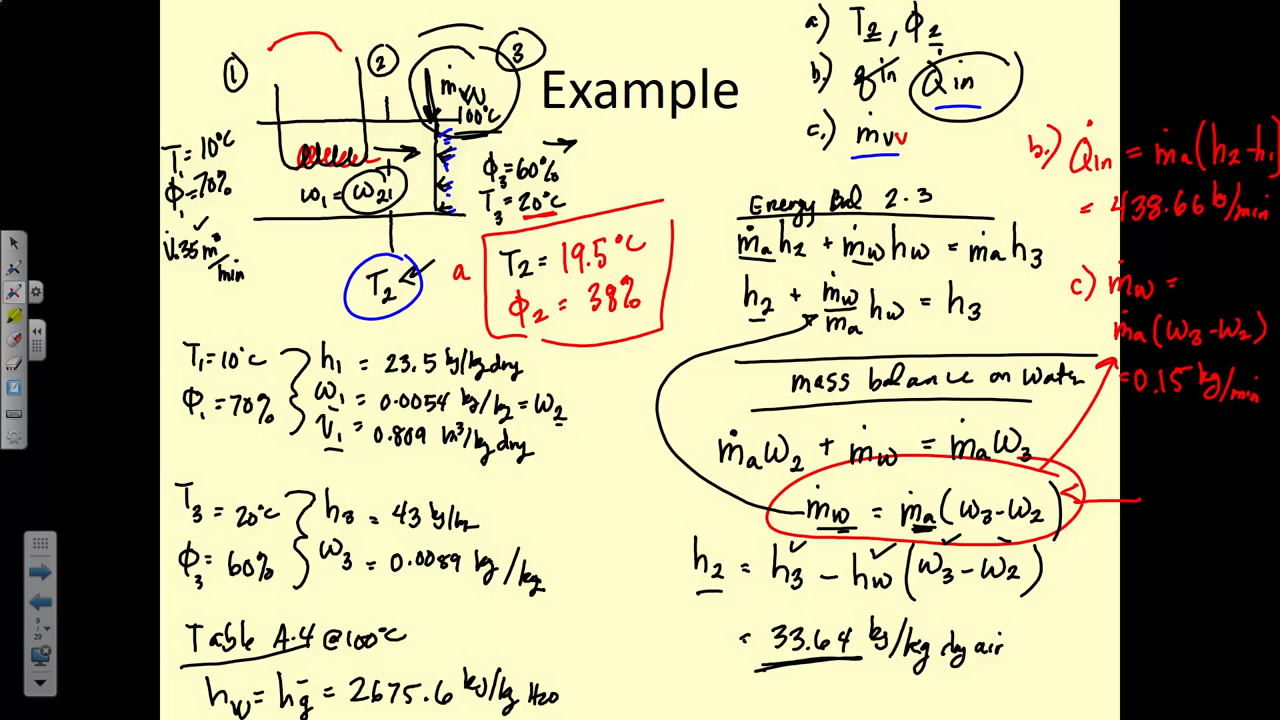 Example
① ② ③
ṁw
100°C
T₁ = 10°C
Φ₁ = 70%
V̇₁ 35 m³/min
ω₁ = ω₂
Φ₃ = 60%
T₃ = 20°C
T₂
a
T₂ = 19.5°C
Φ₂ = 38%
T₁ = 10°C
Φ₁ = 70%
h₁ = 23.5 kJ/kg dry
ω₁ = 0.0054 kg/kg = ω₂
v₁ = 0.809 m³/kg dry
T₃ = 20°C
Φ₃ = 60%
h₃ = 43 kJ/kg
ω₃ = 0.0089 kg/kg
Table A.4 @ 100°C
hw = hg = 2675.6 kJ/kg H₂O
a) T₂, Φ₂
b.) q in Q̇in
c.) ṁw
Energy Bal 2.3
ṁa h₂ + ṁw hw = ṁa h₃
h₂ + ṁw/ṁa hw = h₃
mass balance on water
ṁa ω₂ + ṁw = ṁa ω₃
ṁw = ṁa (ω₃ - ω₂)
h₂ = h₃ - hw (ω₃ - ω₂)
= 33.64 kJ/kg dry air
b.) Q̇in = ṁa (h₂ - h₁)
= 438.66 kJ/min
c) ṁw =
ṁa (ω₃ - ω₂)
= 0.15 kg/min
9
20